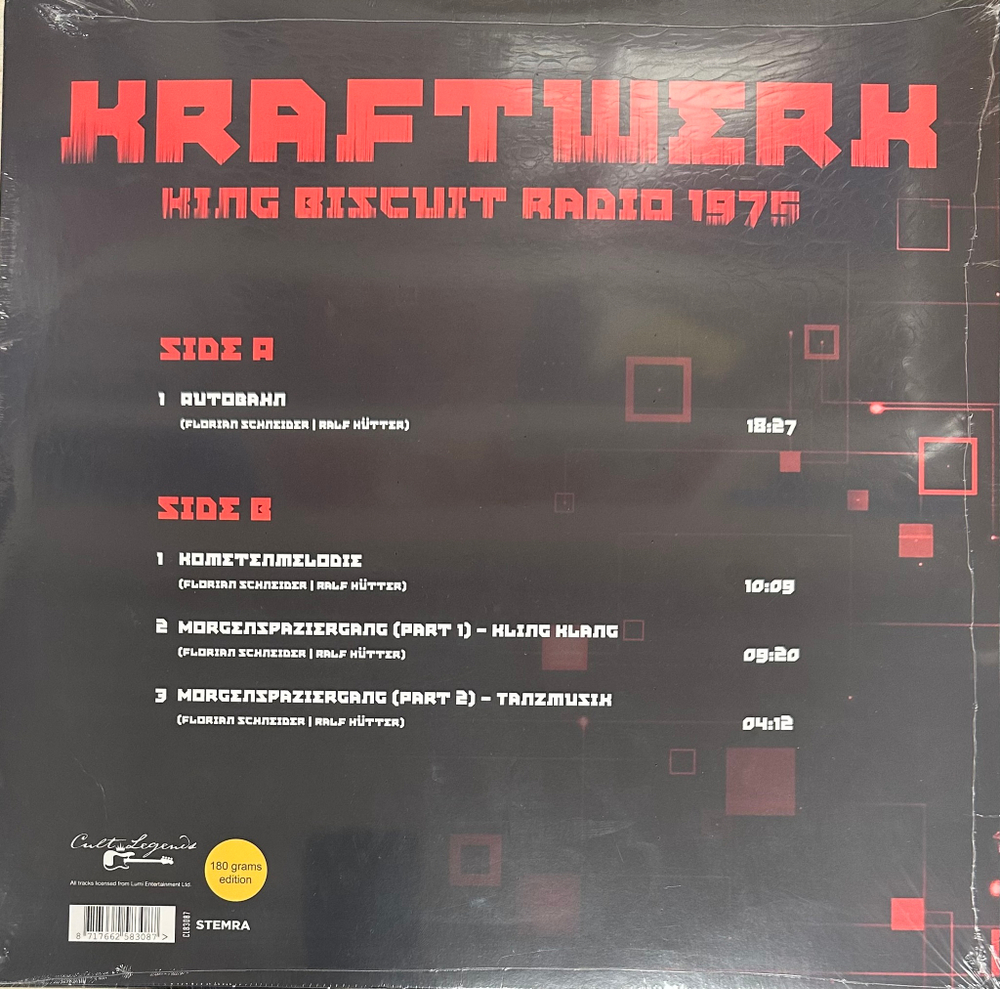 KRAFTWERK
KING BISCUIT RADIO 1975
SIDE A
1 AUTOBAHN
(FLORIAN SCHNEIDER | RALF HÜTTER) 18:27
SIDE B
1 KOMETENMELODIE
(FLORIAN SCHNEIDER | RALF HÜTTER) 10:09
2 MORGENSPAZIERGANG (PART 1) – KLING KLANG
(FLORIAN SCHNEIDER | RALF HÜTTER) 09:20
3 MORGENSPAZIERGANG (PART 2) – TANZMUSIK
(FLORIAN SCHNEIDER | RALF HÜTTER) 04:12
Cult Legends
All tracks licensed from Lumi Entertainment Ltd.
180 grams
edition
8 717662 583087 >
CL83087
STEMRA